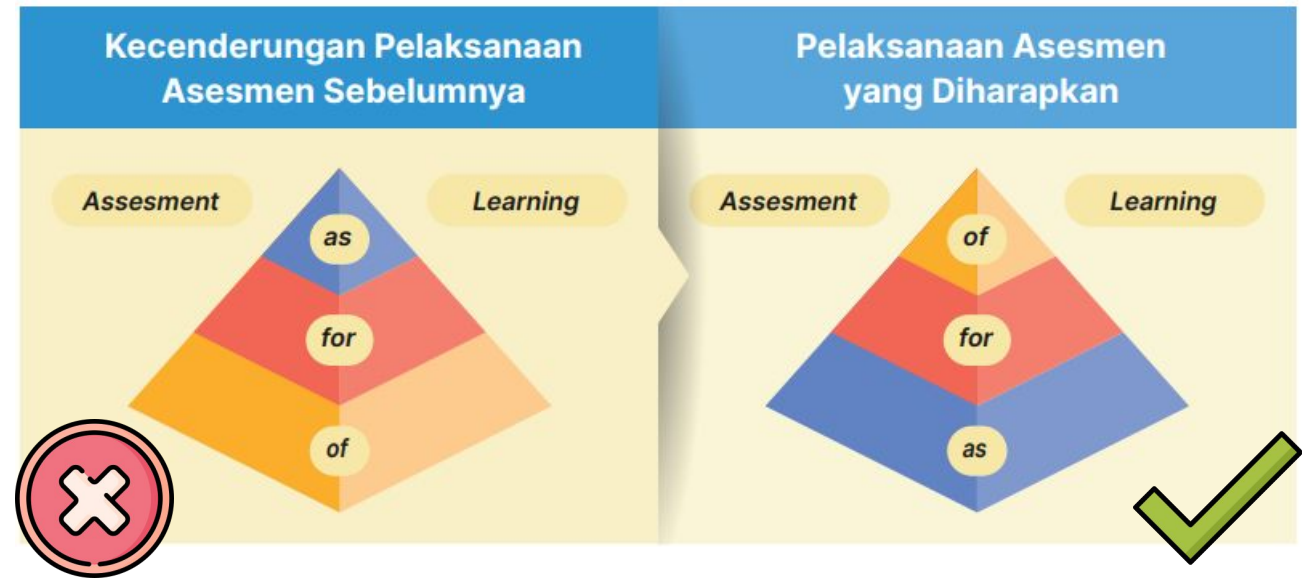 Kecenderungan Pelaksanaan
Asesmen Sebelumnya
Assesment
Learning
as
for
of
Pelaksanaan Asesmen
yang Diharapkan
Assesment
Learning
of
for
as